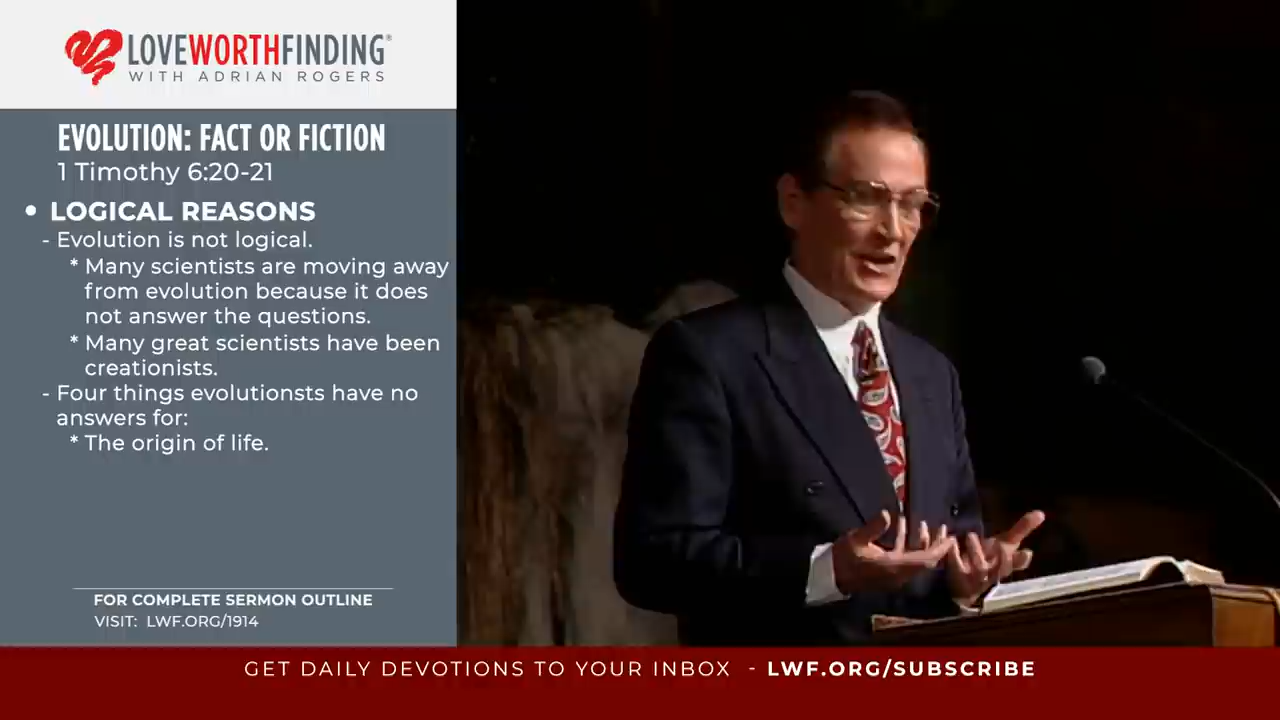 LOVEWORTHFINDING®
WITH ADRIAN ROGERS
EVOLUTION: FACT OR FICTION
1 Timothy 6:20-21
• LOGICAL REASONS
- Evolution is not logical.
* Many scientists are moving away
from evolution because it does
not answer the questions.
* Many great scientists have been
creationists.
- Four things evolutionsts have no
answers for:
* The origin of life.
FOR COMPLETE SERMON OUTLINE
VISIT: LWF.ORG/1914
GET DAILY DEVOTIONS TO YOUR INBOX - LWF.ORG/SUBSCRIBE